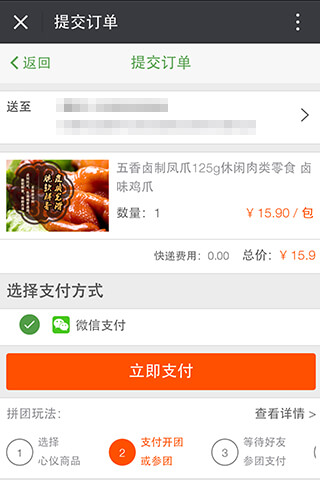 提交订单
返回
提交订单
送至
五香卤制凤爪125g休闲肉类零食 卤
味鸡爪
数量：1
¥ 15.90 / 包
快递费用：0.00 总价：¥ 15.9
选择支付方式
微信支付
立即支付
拼团玩法：
查看详情 >
1
选择
心仪商品
2
支付开团
或参团
3
等待好友
参团支付